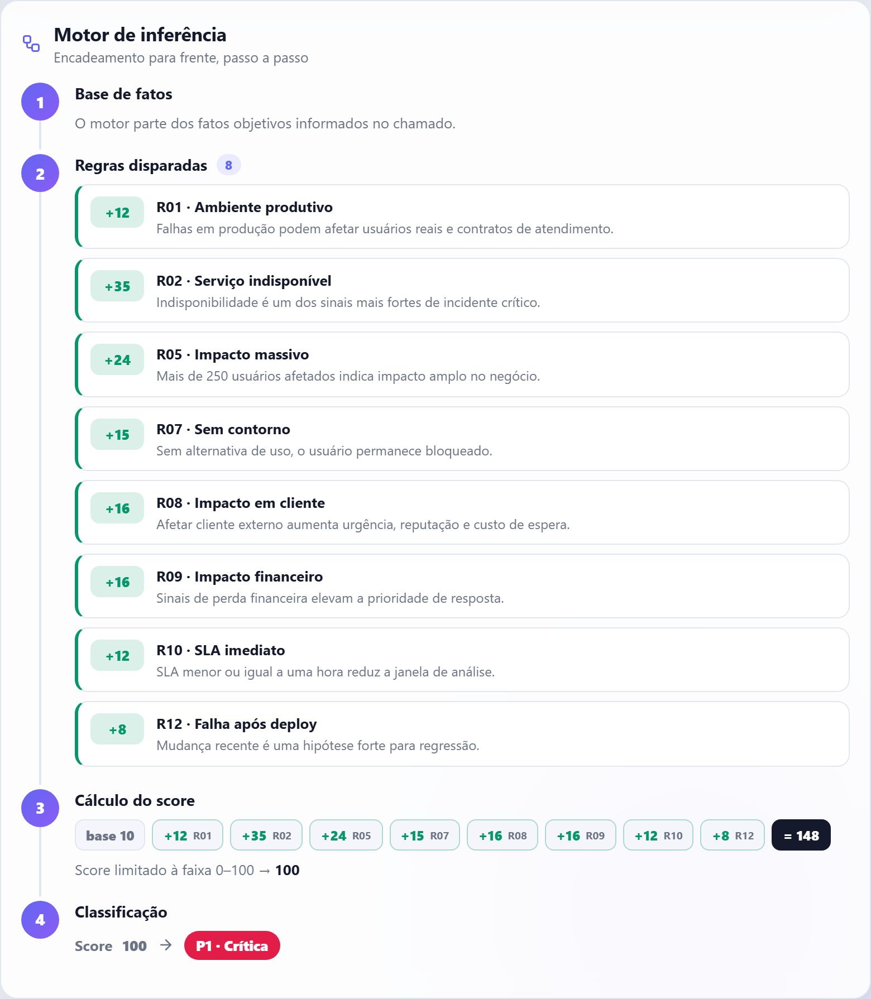 Motor de inferência
Encadeamento para frente, passo a passo
1
Base de fatos
O motor parte dos fatos objetivos informados no chamado.
2
Regras disparadas 8
+12
R01 · Ambiente produtivo
Falhas em produção podem afetar usuários reais e contratos de atendimento.
+35
R02 · Serviço indisponível
Indisponibilidade é um dos sinais mais fortes de incidente crítico.
+24
R05 · Impacto massivo
Mais de 250 usuários afetados indica impacto amplo no negócio.
+15
R07 · Sem contorno
Sem alternativa de uso, o usuário permanece bloqueado.
+16
R08 · Impacto em cliente
Afetar cliente externo aumenta urgência, reputação e custo de espera.
+16
R09 · Impacto financeiro
Sinais de perda financeira elevam a prioridade de resposta.
+12
R10 · SLA imediato
SLA menor ou igual a uma hora reduz a janela de análise.
+8
R12 · Falha após deploy
Mudança recente é uma hipótese forte para regressão.
3
Cálculo do score
base 10 +12 R01 +35 R02 +24 R05 +15 R07 +16 R08 +16 R09 +12 R10 +8 R12 = 148
Score limitado à faixa 0–100 → 100
4
Classificação
Score 100 → P1 · Crítica